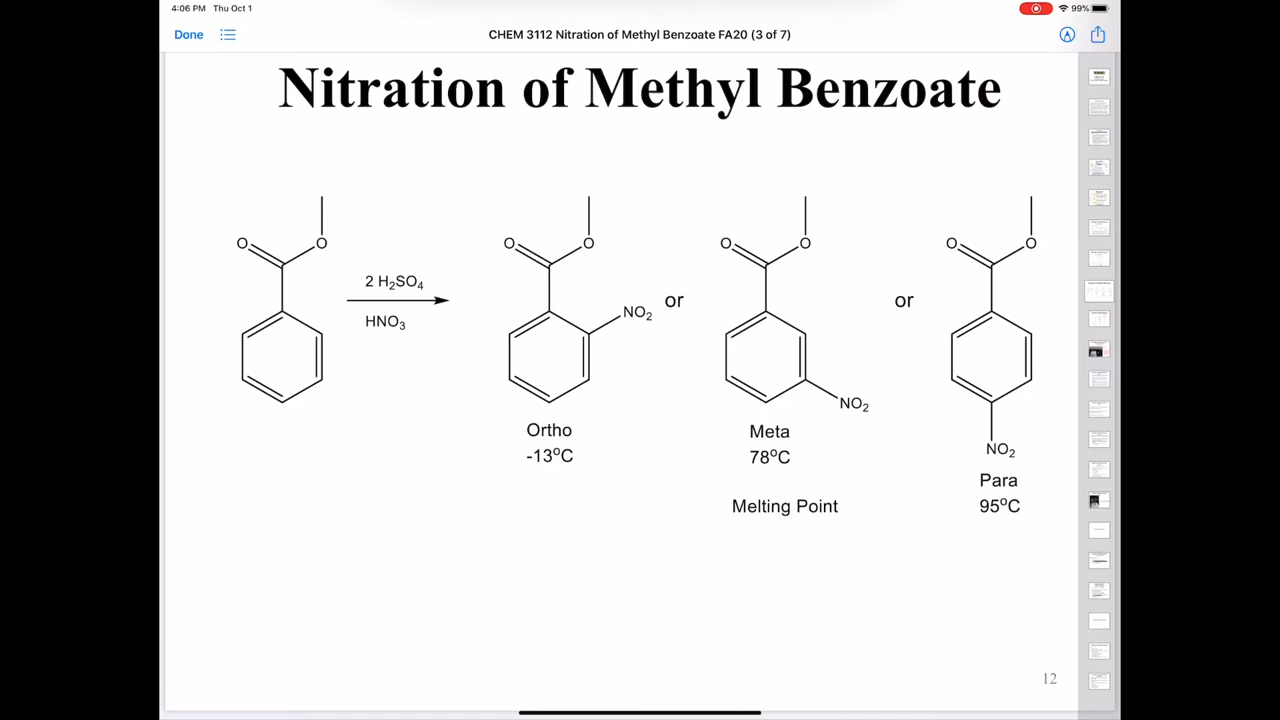 4:06 PM Thu Oct 1
99%
Done
CHEM 3112 Nitration of Methyl Benzoate FA20 (3 of 7)
Nitration of Methyl Benzoate
O
O
2 H₂SO₄
HNO₃
O
O
NO₂
Ortho
-13°C
or
O
O
NO₂
Meta
78°C
Melting Point
or
O
O
NO₂
Para
95°C
12